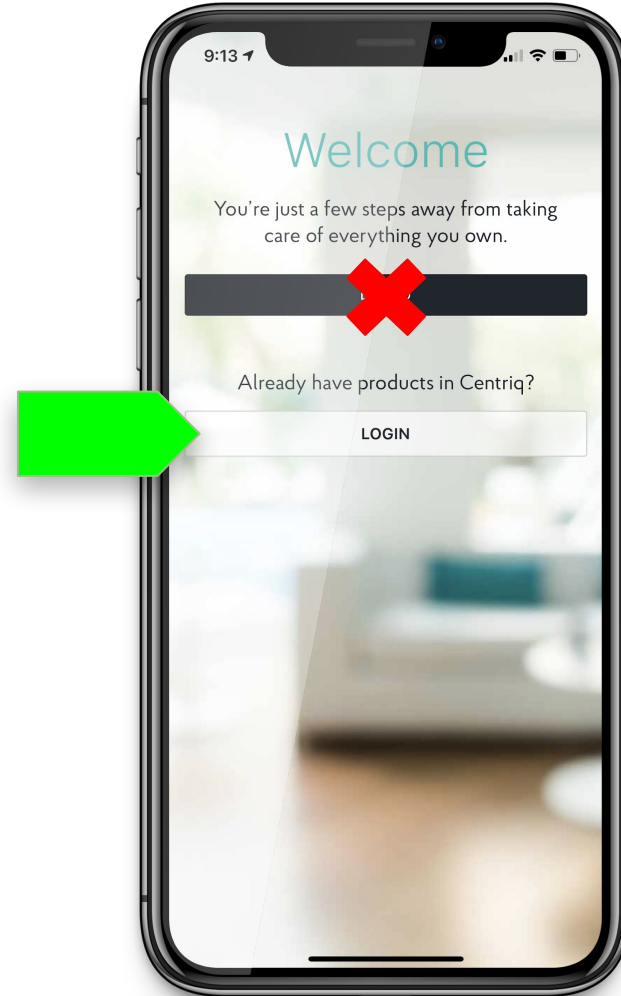 9:13
Welcome
You're just a few steps away from taking
care of everything you own.
Already have products in Centriq?
LOGIN